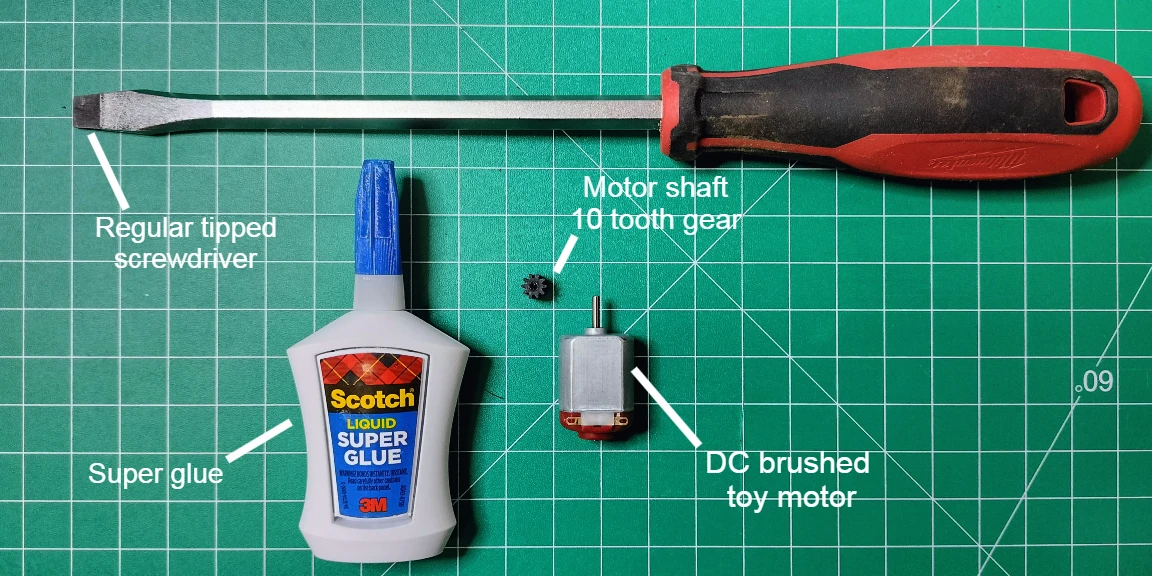 Motor shaft
10 tooth gear
Regular tipped
screwdriver
Scotch
LIQUID
SUPER
GLUE
3M
Super glue
DC brushed
toy motor
60°